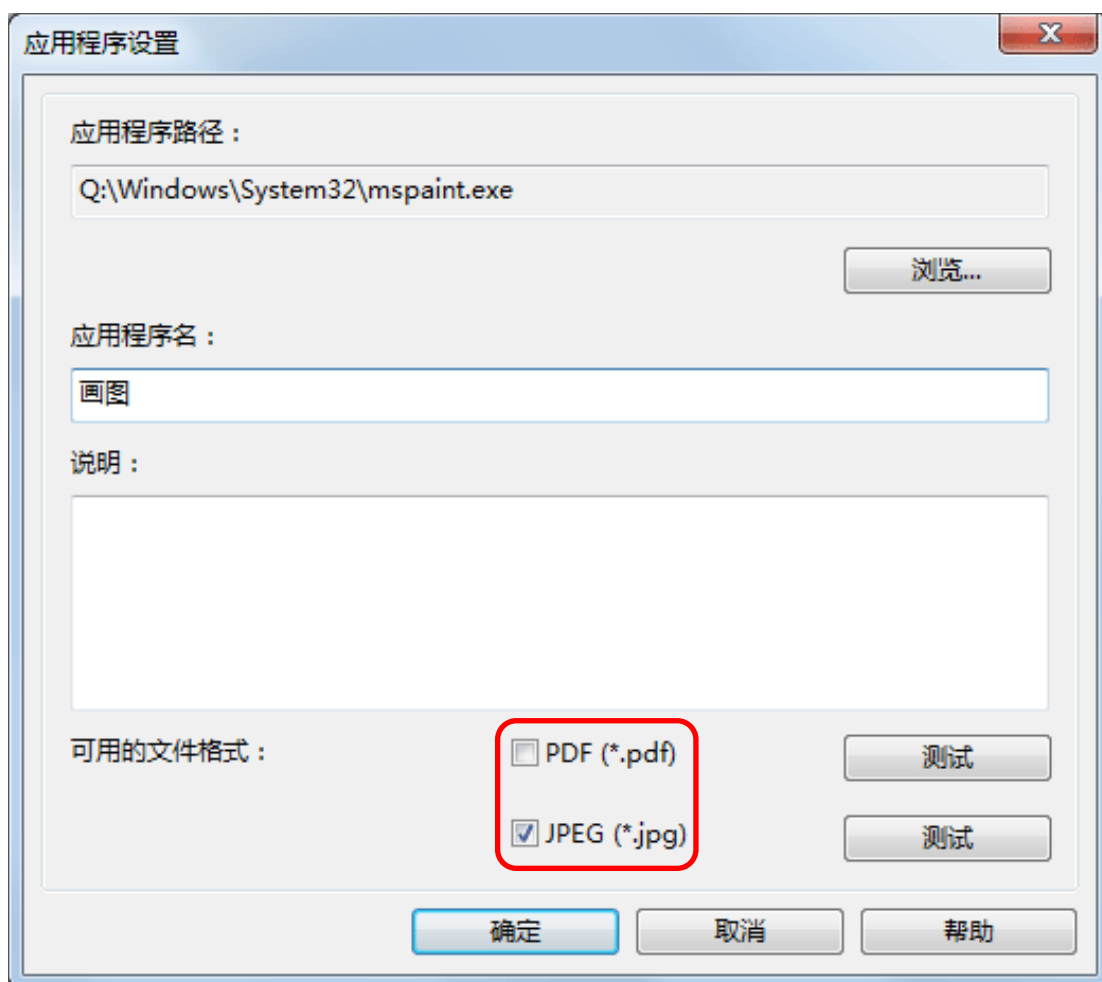 应用程序设置
应用程序路径：
Q:\Windows\System32\mspaint.exe
浏览...
应用程序名：
画图
说明：
可用的文件格式：
PDF (*.pdf)
测试
JPEG (*.jpg)
测试
确定
取消
帮助